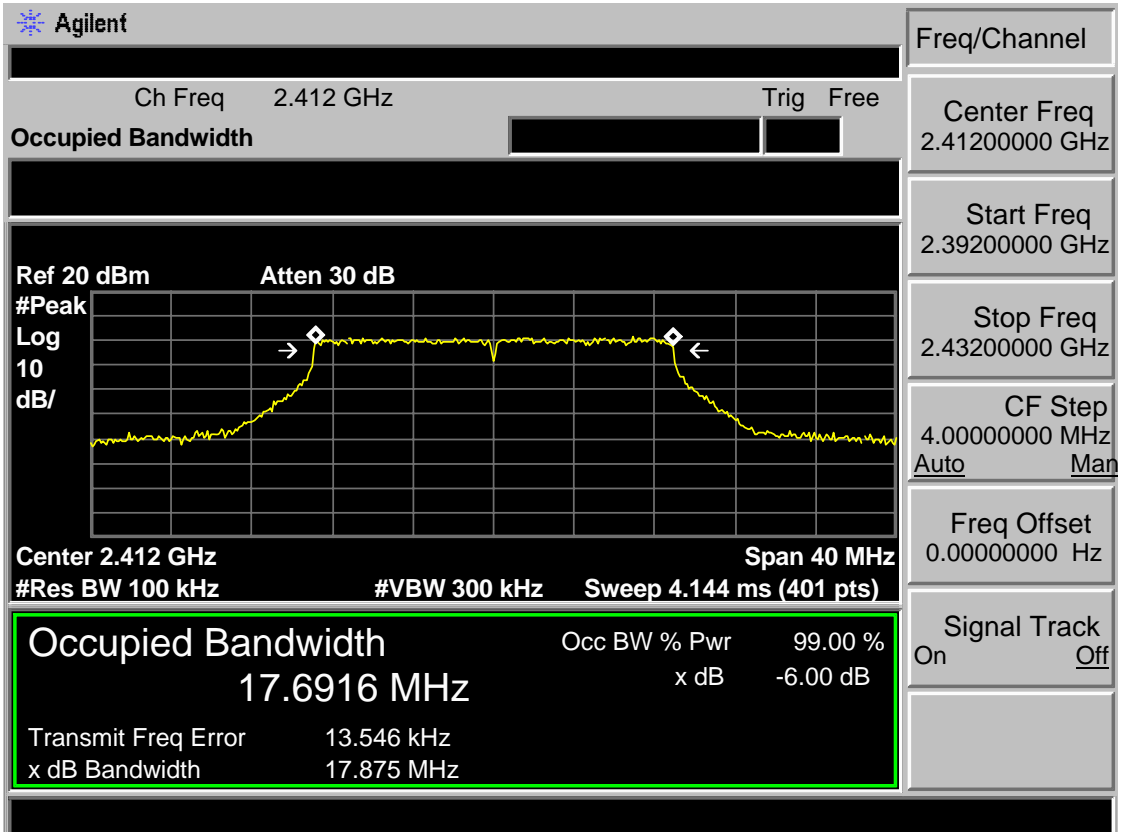 Agilent
Freq/Channel
Ch Freq 2.412 GHz Trig Free
Occupied Bandwidth
Center Freq
2.41200000 GHz
Start Freq
2.39200000 GHz
Stop Freq
2.43200000 GHz
CF Step
4.00000000 MHz
Auto Man
Freq Offset
0.00000000 Hz
Signal Track
On Off
Ref 20 dBm Atten 30 dB
#Peak
Log
10
dB/
Center 2.412 GHz Span 40 MHz
#Res BW 100 kHz #VBW 300 kHz Sweep 4.144 ms (401 pts)
Occupied Bandwidth Occ BW % Pwr 99.00 %
17.6916 MHz x dB -6.00 dB
Transmit Freq Error 13.546 kHz
x dB Bandwidth 17.875 MHz